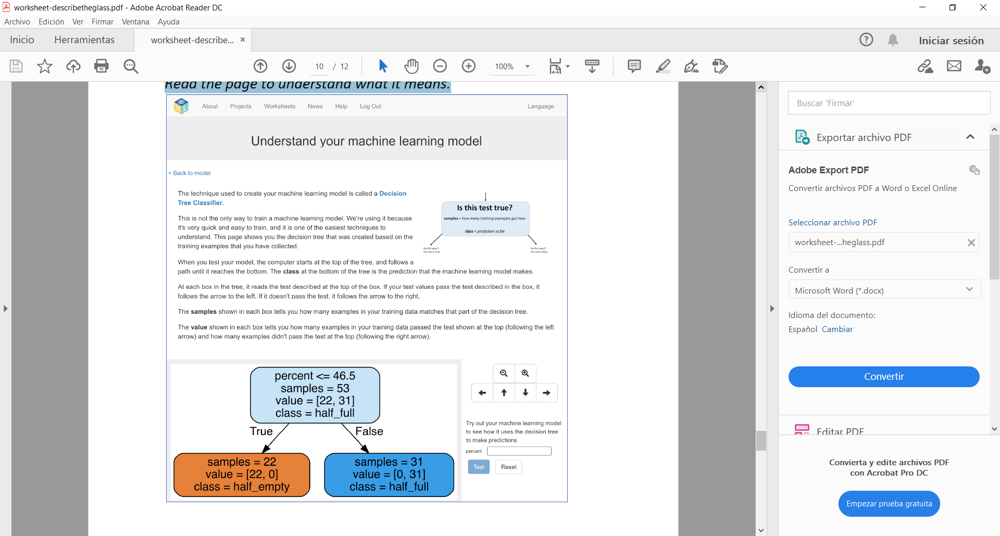 worksheet-describetheglass.pdf - Adobe Acrobat Reader DC
Archivo Edición Ver Firmar Ventana Ayuda
Inicio Herramientas worksheet-describe... ×
Iniciar sesión
10 / 12 100%
Read the page to understand what it means.
About Projects Worksheets News Help Log Out Language
Understand your machine learning model
< Back to model
The technique used to create your machine learning model is called a Decision
Tree Classifier.
This is not the only way to train a machine learning model. We're using it because
it's very quick and easy to train, and it is one of the easiest techniques to
understand. This page shows you the decision tree that was created based on the
training examples that you have collected.
Is this test true?
samples = how many training examples got here
class = prediction so far
Go this way if
the test is true
Go this way if
the test is false
When you test your model, the computer starts at the top of the tree, and follows a
path until it reaches the bottom. The class at the bottom of the tree is the prediction that the machine learning model makes.
At each box in the tree, it reads the test described at the top of the box. If your test values pass the test described in the box, it
follows the arrow to the left. If it doesn't pass the test. it follows the arrow to the right.
The samples shown in each box tells you how many examples in your training data matches that part of the decision tree.
The value shown in each box tells you how many examples in your training data passed the test shown at the top (following the left
arrow) and how many examples didn't pass the test at the top (following the right arrow).
percent <= 46.5
samples = 53
value = [22, 31]
class = half_full
True
False
samples = 22
value = [22, 0]
class = half_empty
samples = 31
value = [0, 31]
class = half_full
Try out your machine learning model
to see how it uses the decision tree
to make predictions
percent
Test Reset
Buscar 'Firmar'
Exportar archivo PDF
Adobe Export PDF
Convertir archivos PDF a Word o Excel Online
Seleccionar archivo PDF
worksheet-...heglass.pdf
Convertir a
Microsoft Word (*.docx)
Idioma del documento:
Español Cambiar
Convertir
Editar PDF
Convierta y edite archivos PDF
con Acrobat Pro DC
Empezar prueba gratuita